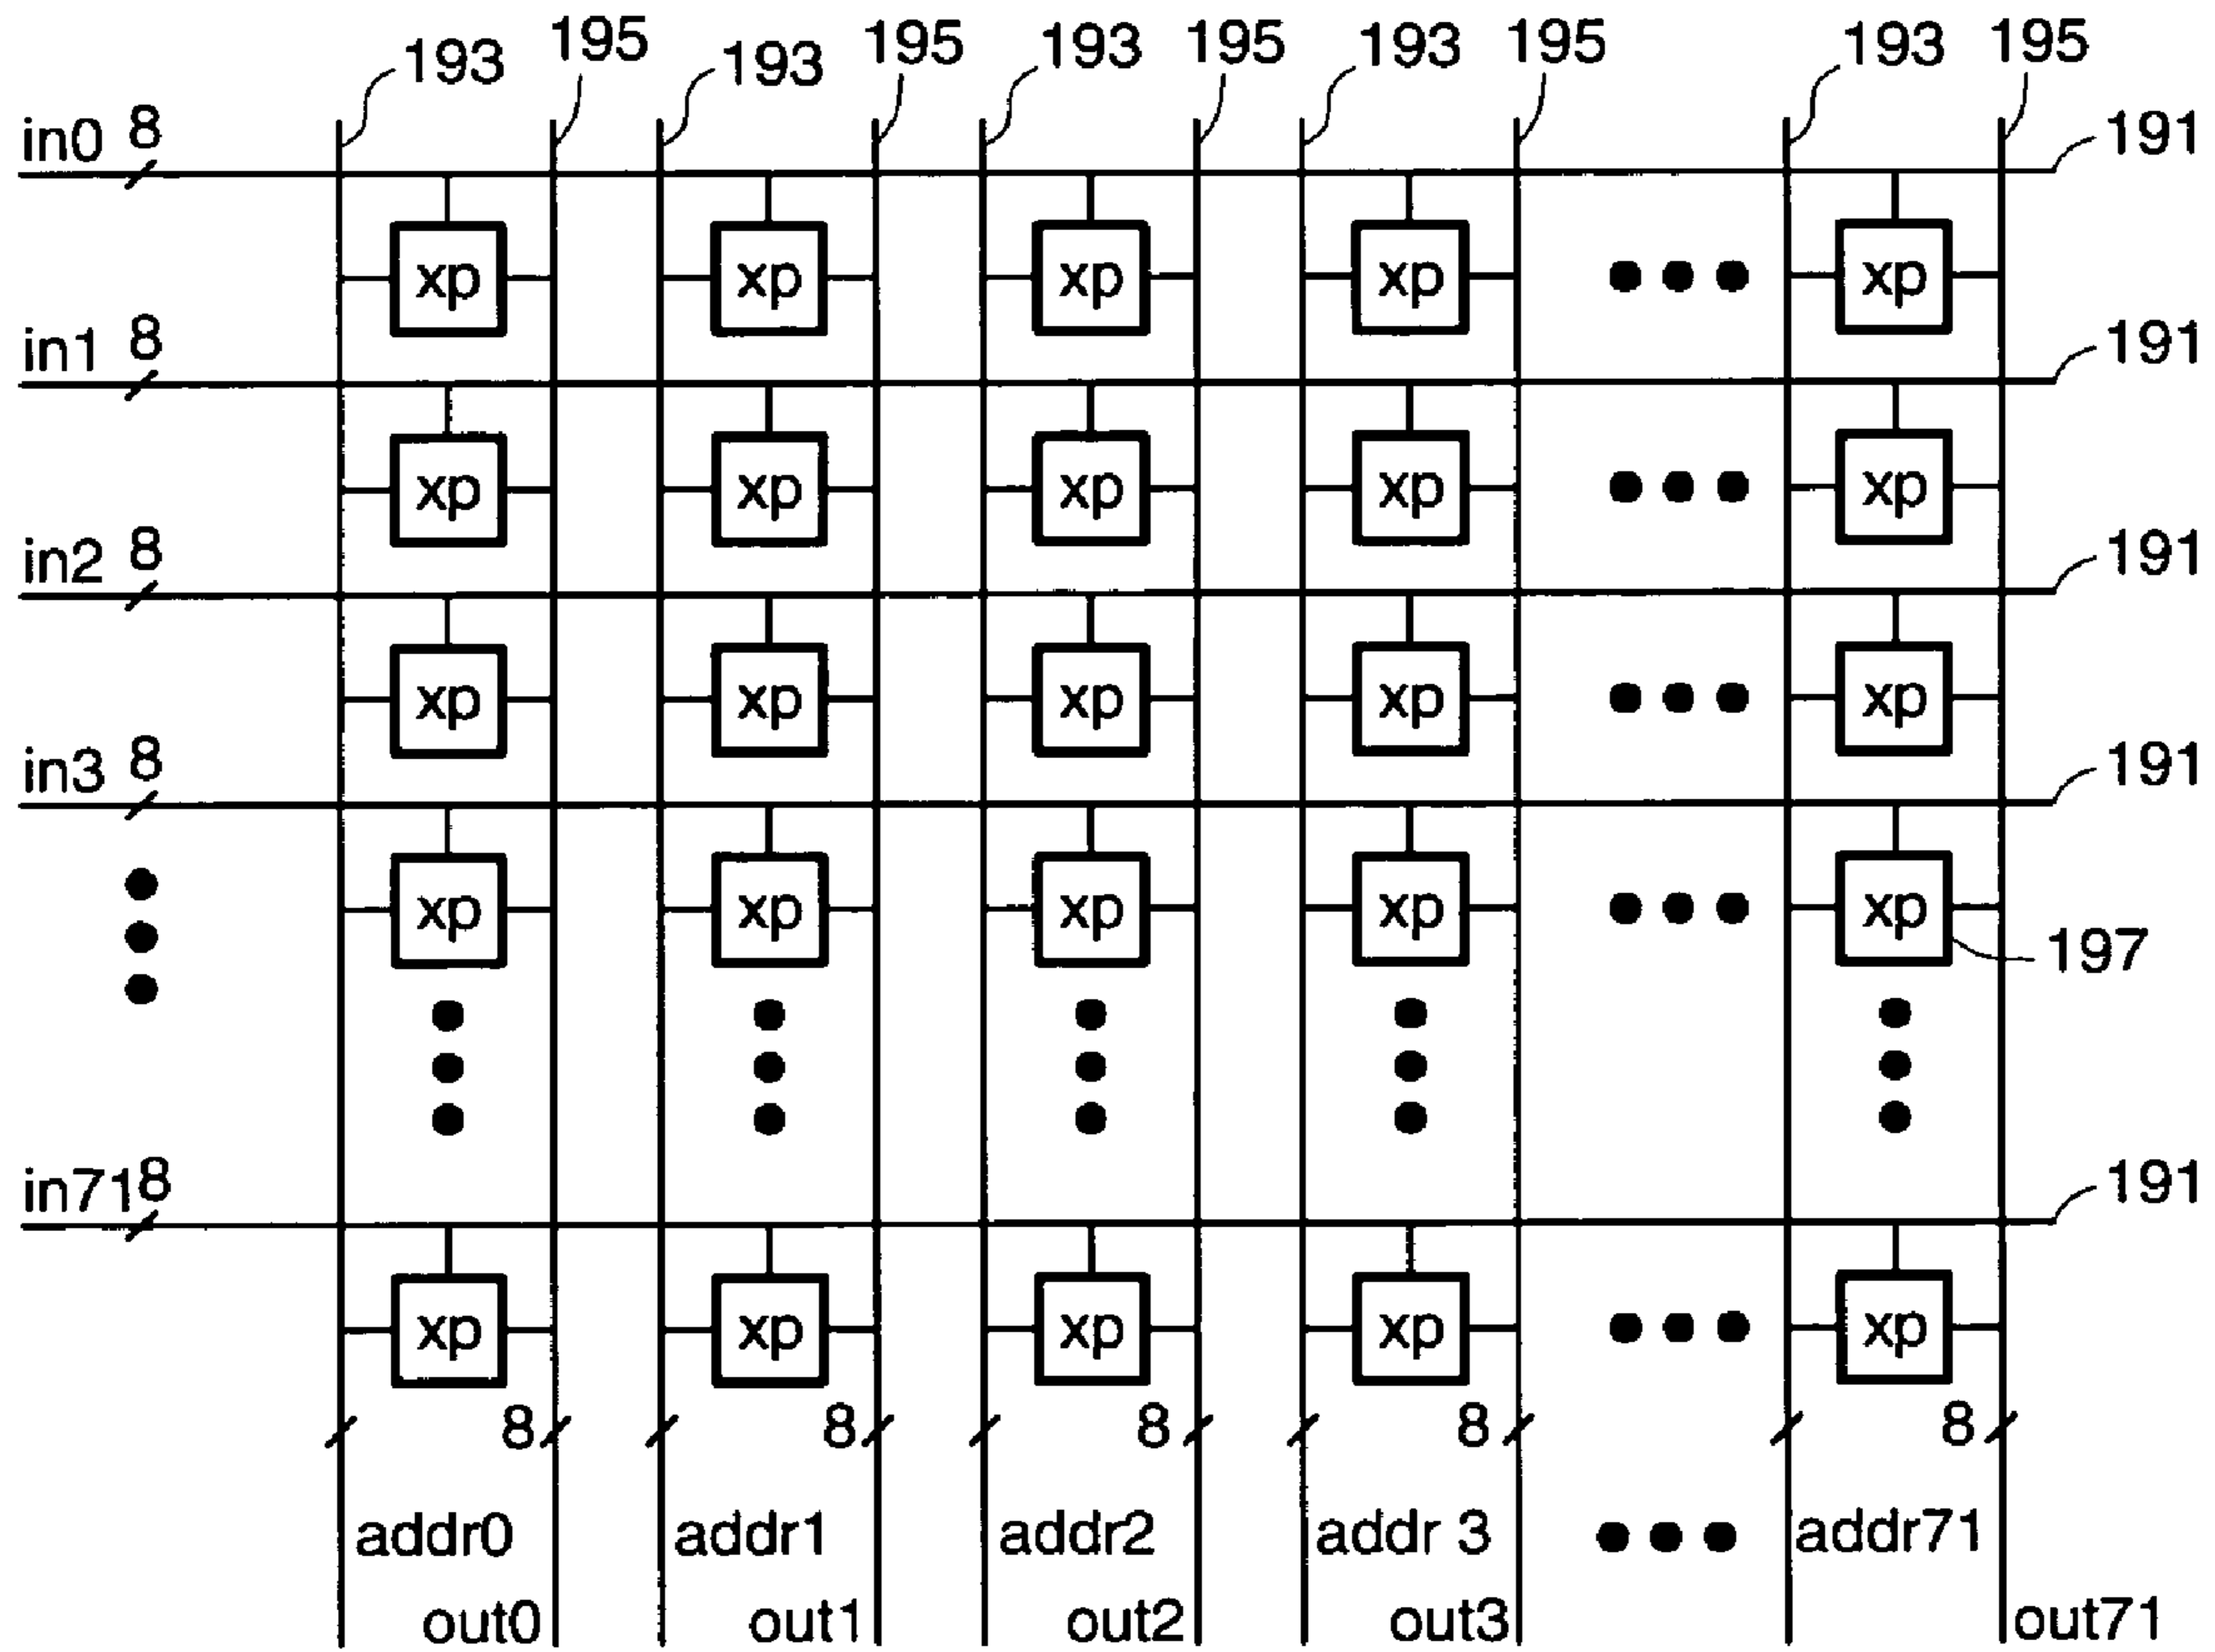 193 195 193 195 193 195 193 195 193 195
in0 8 191
xp xp xp xp xp
in1 8 191
xp xp xp xp xp
in2 8 191
xp xp xp xp xp
in3 8 191
xp xp xp xp xp
197
in71 8 191
xp xp xp xp xp
8 8 8 8 8
addr0 addr1 addr2 addr 3 addr71
out0 out1 out2 out3 out71